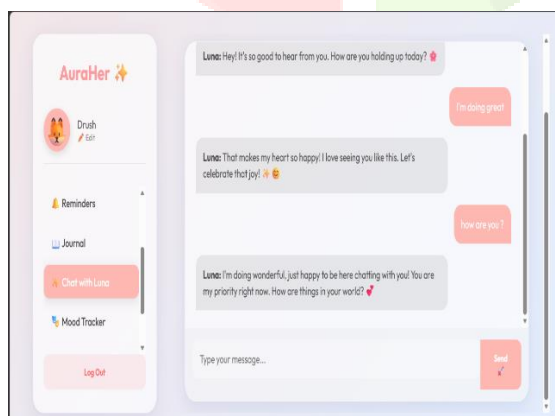 AuraHer ✨
Drush
Edit
🔔 Reminders
📖 Journal
✨ Chat with Luna
🎭 Mood Tracker
Log Out
Luna: Hey! It's so good to hear from you. How are you holding up today? 🌸
I'm doing great
Luna: That makes my heart so happy! I love seeing you like this. Let's
celebrate that joy! ✨ 😊
how are you ?
Luna: I'm doing wonderful, just happy to be here chatting with you! You are
my priority right now. How are things in your world? 💕
Type your message...
Send